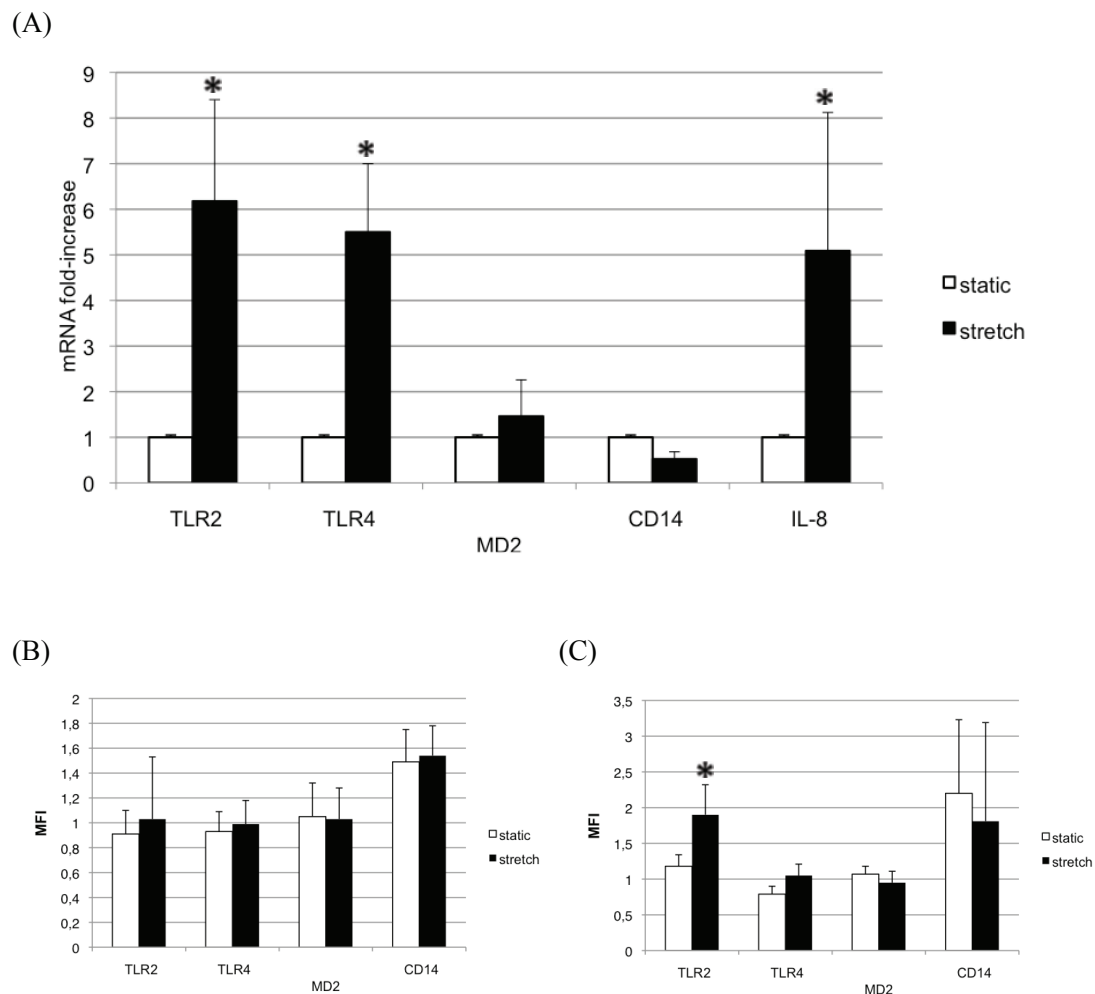 (A)
9
8
7
6
5
4
3
2
1
0
mRNA fold-increase
*
*
*
TLR2
TLR4
MD2
CD14
IL-8
static
stretch
(B)
2
1,8
1,6
1,4
1,2
1
0,8
0,6
0,4
0,2
0
MFI
TLR2
TLR4
MD2
CD14
static
stretch
(C)
3,5
3
2,5
2
1,5
1
0,5
0
MFI
*
TLR2
TLR4
MD2
CD14
static
stretch